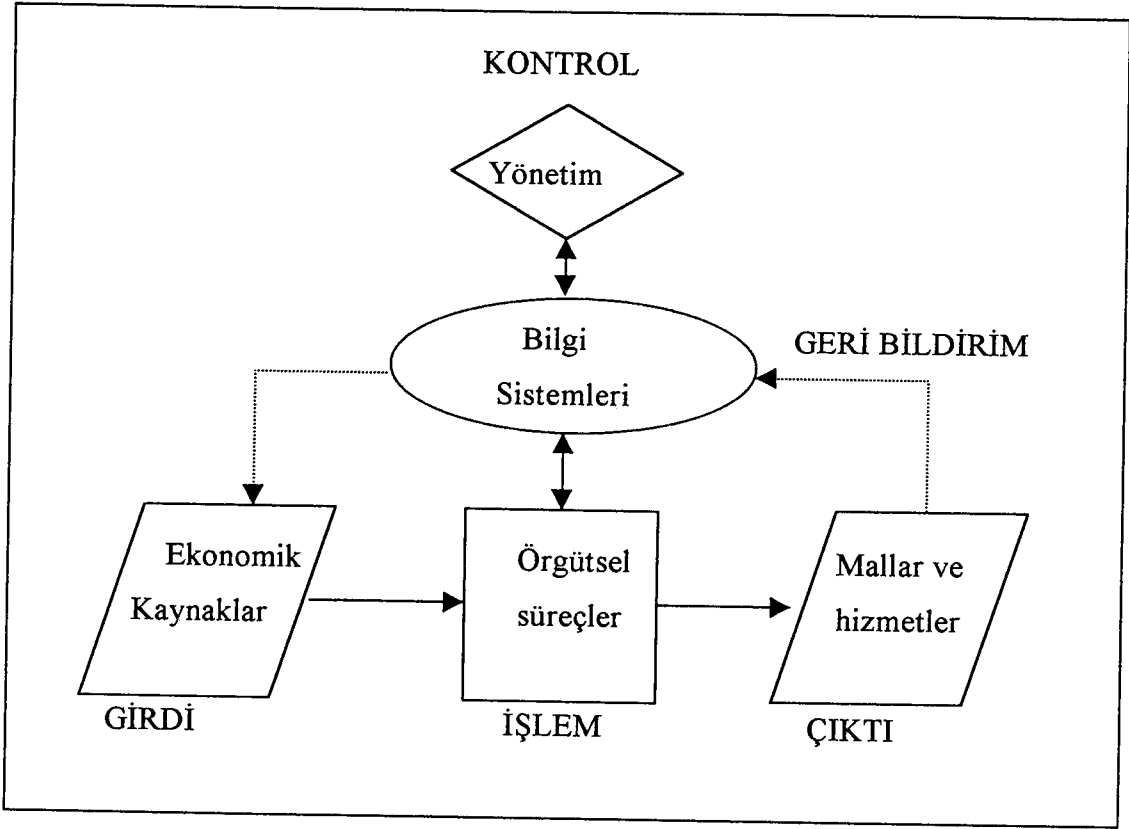 KONTROL
Yönetim
Bilgi
Sistemleri
GERİ BİLDİRİM
Ekonomik
Kaynaklar
Örgütsel
süreçler
Mallar ve
hizmetler
GİRDİ
İŞLEM
ÇIKTI